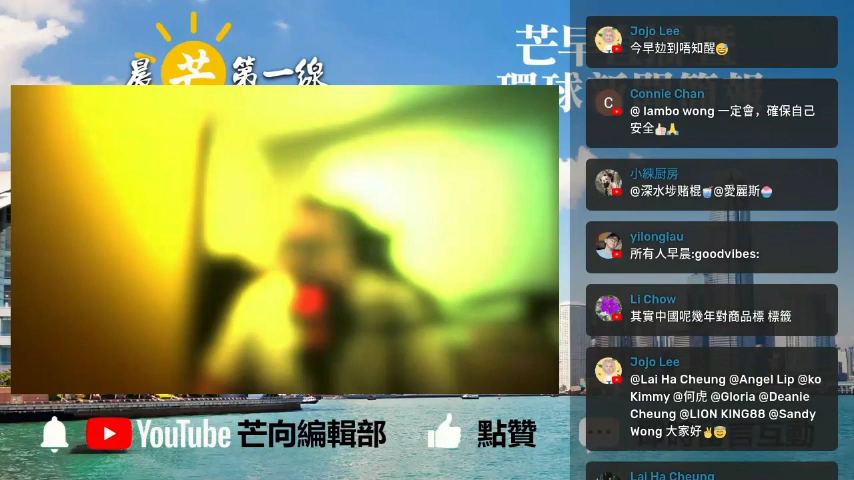 晨芒第一線
芒早
環球
YouTube 芒向編輯部
點贊
Jojo Lee
今早攰到唔知醒😅
Connie Chan
@ lambo wong 一定會，確保自己
安全👍🏻🙏
小綠厨房
@深水埗賭棍🥤@愛麗斯🍧
yilonglau
所有人早晨:goodvibes:
Li Chow
其實中國呢幾年對商品標 標籤
Jojo Lee
@Lai Ha Cheung @Angel Lip @ko
Kimmy @何虎 @Gloria @Deanie
Cheung @LION KING88 @Sandy
Wong 大家好✌️😇
Lai Ha Cheung